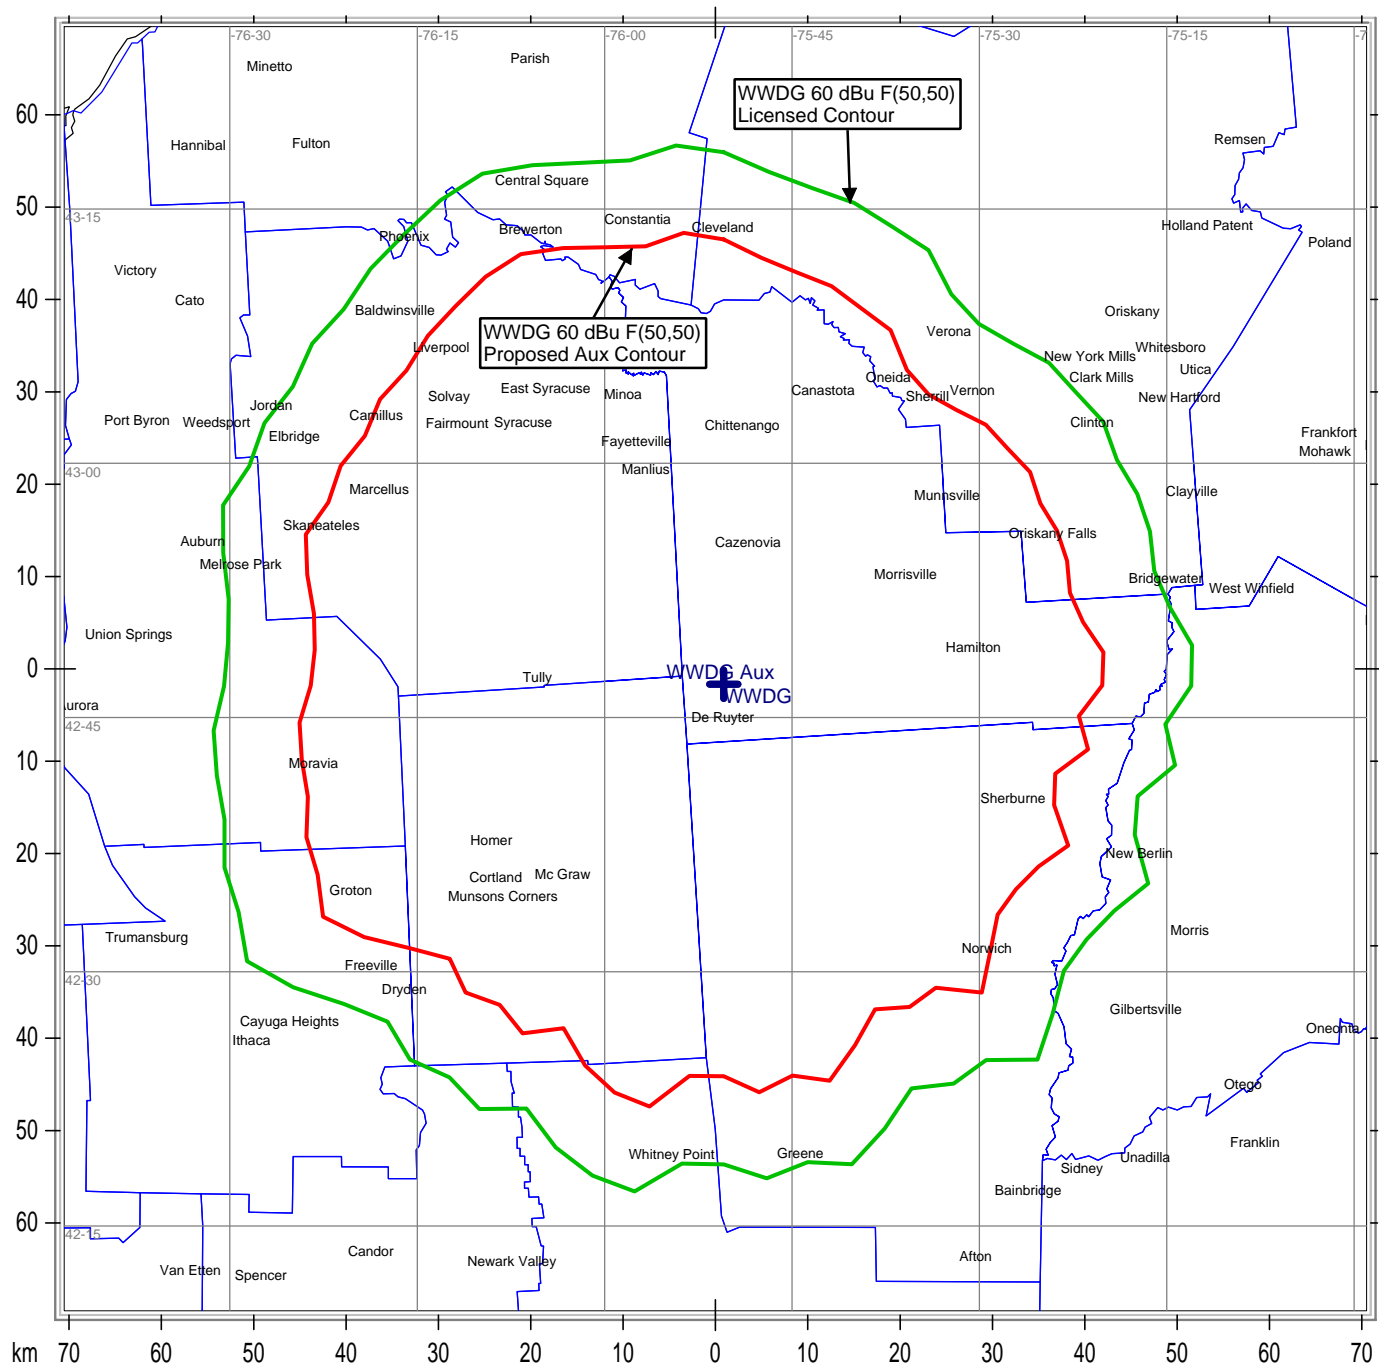 -76-30
-76-15
-76-00
-75-45
-75-30
-75-15
-7
Parish
Minetto
WWDG 60 dBu F(50,50)
Licensed Contour
60
Hannibal
Fulton
Remsen
Central Square
50
43-15
Constantia
Cleveland
Brewerton
Phoenix
Holland Patent
Poland
Victory
Cato
40
Baldwinsville
Oriskany
WWDG 60 dBu F(50,50)
Proposed Aux Contour
Verona
Liverpool
Whitesboro
New York Mills
Utica
Clark Mills
30
Oneida
Solvay
East Syracuse
Minoa
Canastota
Sherrill
Vernon
New Hartford
Jordan
Camillus
Port Byron
Weedsport
Fairmount
Syracuse
Chittenango
Clinton
Elbridge
Fayetteville
Frankfort
Mohawk
43-00
Manlius
20
Marcellus
Munnsville
Clayville
Skaneateles
Auburn
Cazenovia
Oriskany Falls
Melrose Park
10
Morrisville
Bridgewater
West Winfield
Union Springs
Hamilton
0
Tully
WWDG Aux
WWDG
urora
De Ruyter
42-45
10
Moravia
Sherburne
Homer
20
New Berlin
Cortland
Mc Graw
Groton
Munsons Corners
Trumansburg
Morris
30
Norwich
Freeville
42-30
Dryden
Cayuga Heights
Gilbertsville
Ithaca
Oneonta
40
Otego
50
Whitney Point
Greene
Franklin
Unadilla
Sidney
Bainbridge
60
42-15
Candor
Newark Valley
Afton
Van Etten
Spencer
km
70
60
50
40
30
20
10
0
10
20
30
40
50
60
70